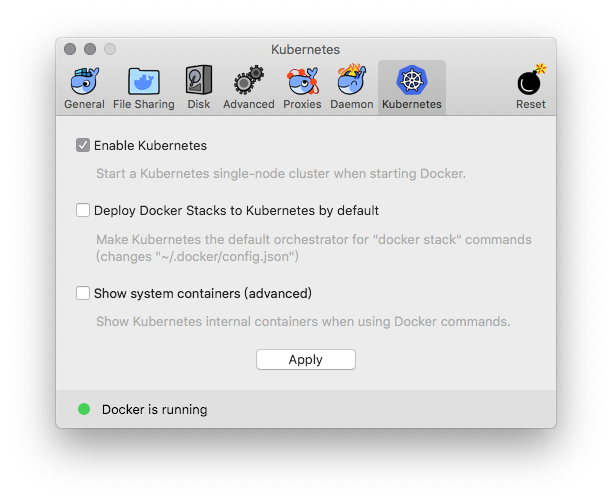 Kubernetes
General
File Sharing
Disk
Advanced
Proxies
Daemon
Kubernetes
Reset
Enable Kubernetes
Start a Kubernetes single-node cluster when starting Docker.
Deploy Docker Stacks to Kubernetes by default
Make Kubernetes the default orchestrator for "docker stack" commands
(changes "~/.docker/config.json")
Show system containers (advanced)
Show Kubernetes internal containers when using Docker commands.
Apply
Docker is running